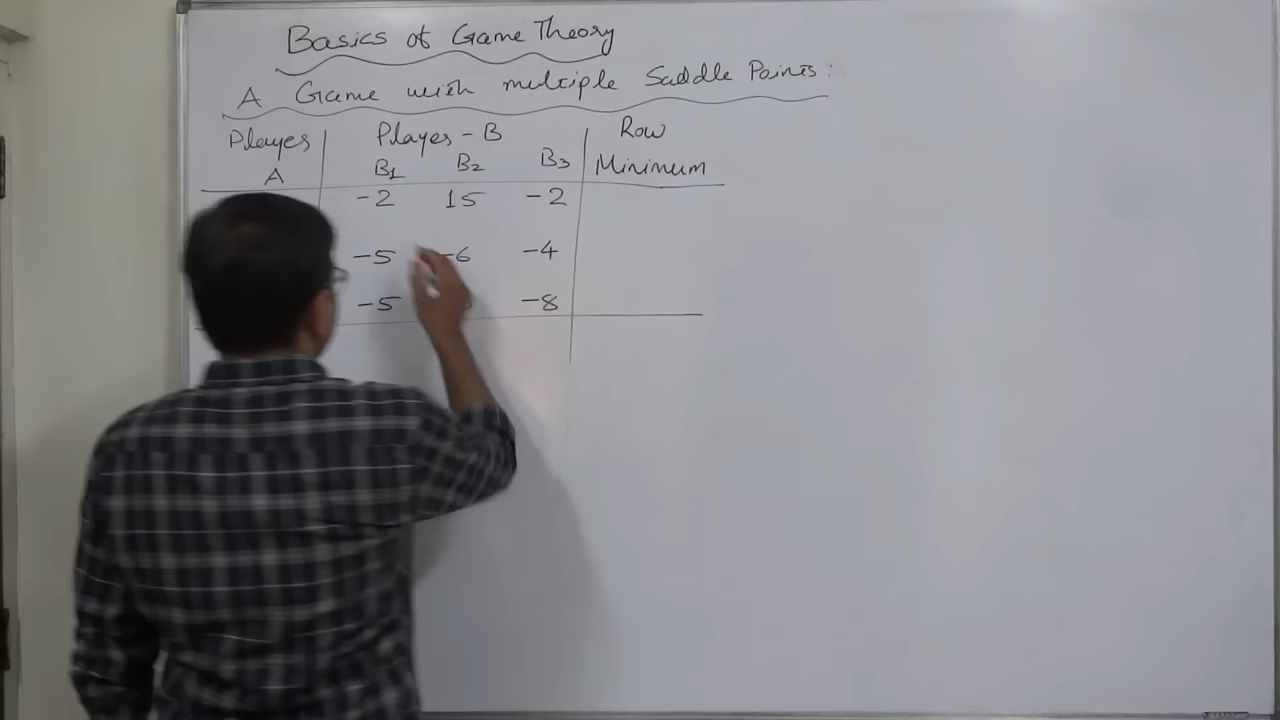 Basics of Game Theory
A Game with multiple Saddle Points:
Player Player - B Row
A B1 B2 B3 Minimum
-2 15 -2
-5 -6 -4
-5 -8